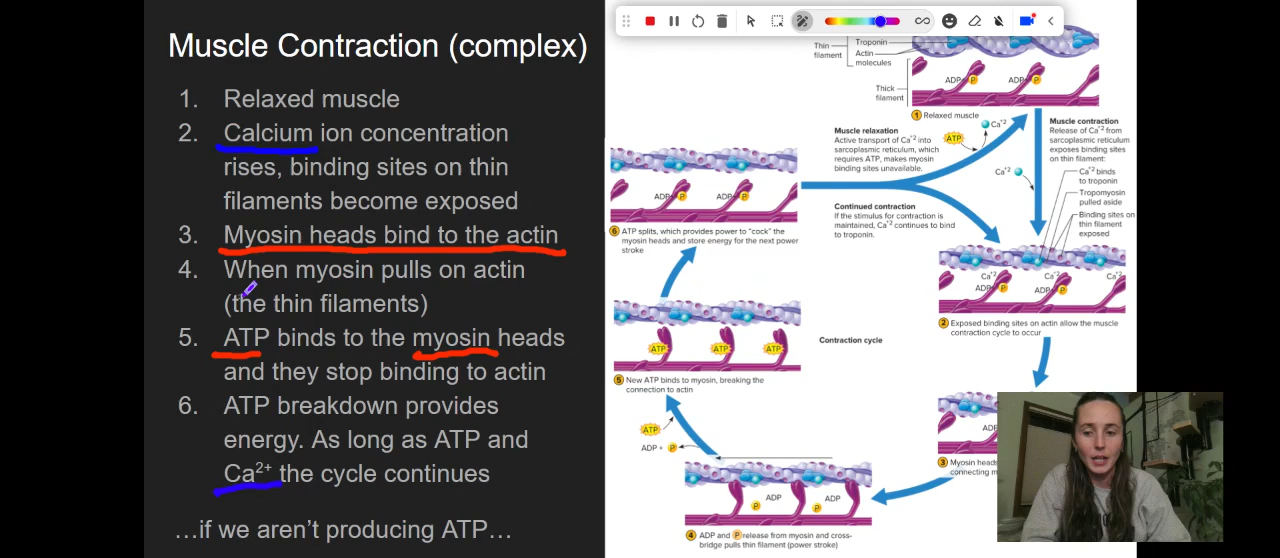 Muscle Contraction (complex)
1. Relaxed muscle
2. Calcium ion concentration
rises, binding sites on thin
filaments become exposed
3. Myosin heads bind to the actin
4. When myosin pulls on actin
(the thin filaments)
5. ATP binds to the myosin heads
and they stop binding to actin
6. ATP breakdown provides
energy. As long as ATP and
Ca²⁺ the cycle continues
…if we aren’t producing ATP…
Thin
filament
Troponin
Actin
molecules
Thick
filament
ADP P
ADP P
1 Relaxed muscle
Muscle relaxation
Active transport of Ca⁺² into
sarcoplasmic reticulum, which
requires ATP, makes myosin
binding sites unavailable.
ATP
Ca⁺²
Ca⁺²
Muscle contraction
Release of Ca⁺² from
sarcoplasmic reticulum
exposes binding sites
on thin filament:
Ca⁺² binds
to troponin
Tropomyosin
pulled aside
Binding sites on
thin filament
exposed
Continued contraction
If the stimulus for contraction is
maintained, Ca⁺² continues to bind
to troponin.
ADP P
ADP P
6 ATP splits, which provides power to “cock” the
myosin heads and store energy for the next power
stroke
Ca⁺²
Ca⁺²
Ca⁺²
ADP P
ADP P
2 Exposed binding sites on actin allow the muscle
contraction cycle to occur
Contraction cycle
ATP
ATP
ATP
5 New ATP binds to myosin, breaking the
connection to actin
ATP
ADP + P
3 Myosin heads
connecting
ADP
P
ADP
P
4 ADP and P release from myosin and cross-
bridge pulls thin filament (power stroke)